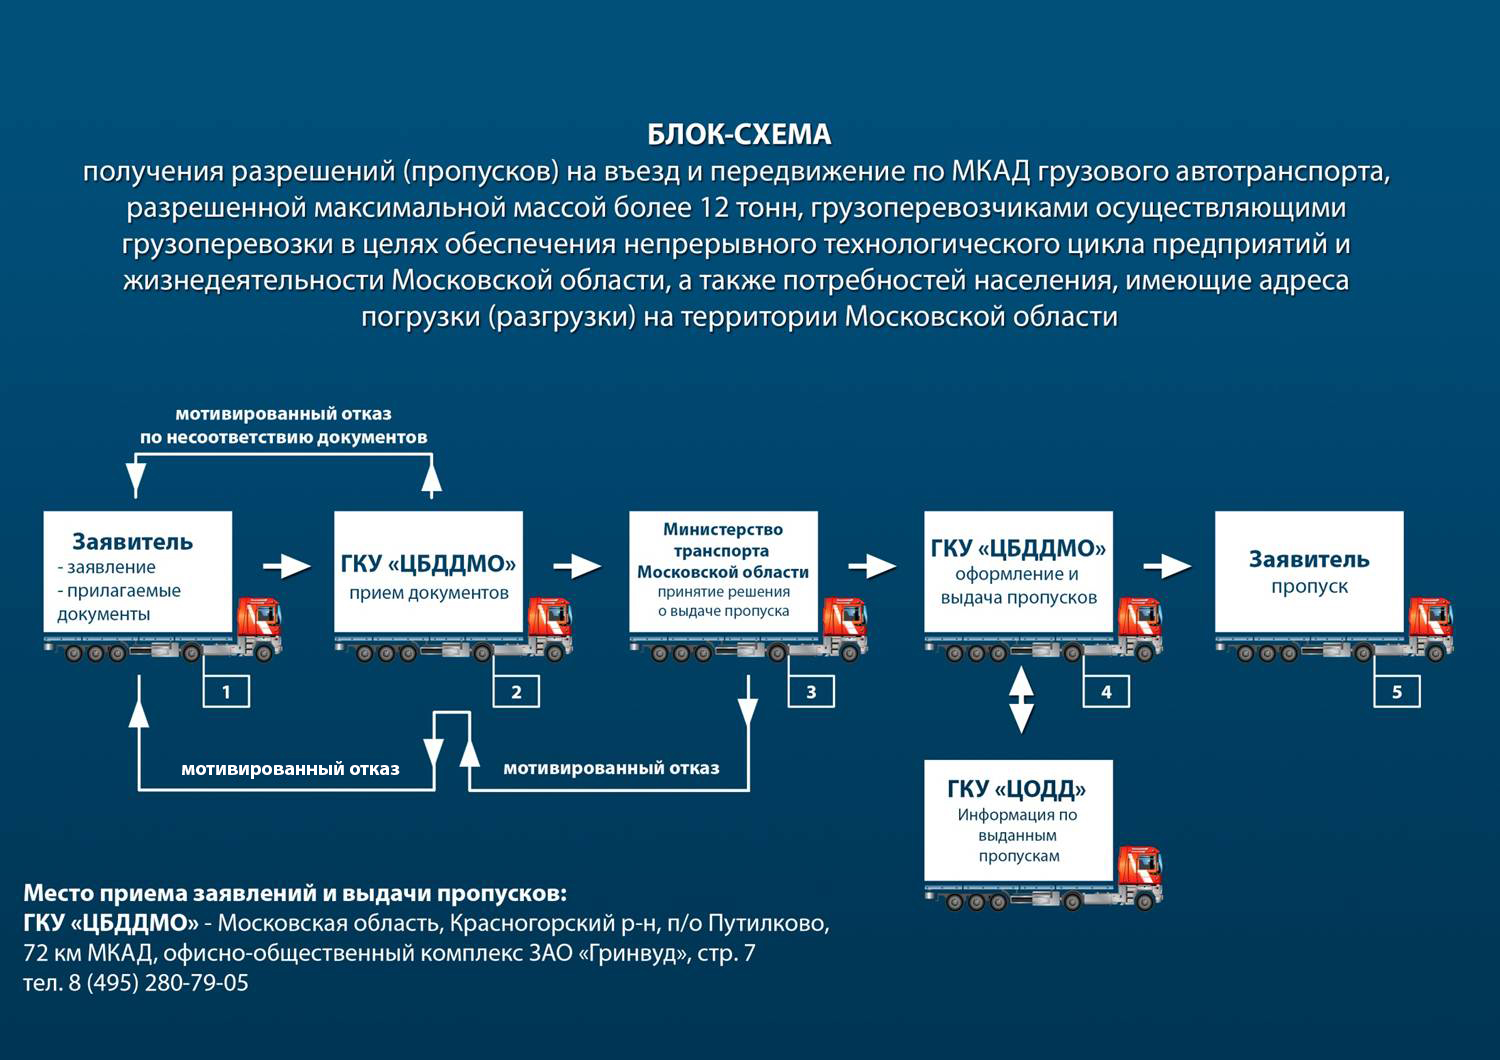 БЛОК-СХЕМА
получения разрешений (пропусков) на въезд и передвижение по МКАД грузового автотранспорта,
разрешенной максимальной массой более 12 тонн, грузоперевозчиками осуществляющими
грузоперевозки в целях обеспечения непрерывного технологического цикла предприятий и
жизнедеятельности Московской области, а также потребностей населения, имеющие адреса
погрузки (разгрузки) на территории Московской области
мотивированный отказ
по несоответствию документов
Заявитель
- заявление
- прилагаемые
документы
1
ГКУ «ЦБДДМО»
прием документов
2
Министерство
транспорта
Московской области
принятие решения
о выдаче пропуска
3
ГКУ «ЦБДДМО»
оформление и
выдача пропусков
4
Заявитель
пропуск
5
мотивированный отказ
мотивированный отказ
ГКУ «ЦОДД»
Информация по
выданным
пропускам
Место приема заявлений и выдачи пропусков:
ГКУ «ЦБДДМО» - Московская область, Красногорский р-н, п/о Путилково,
72 км МКАД, офисно-общественный комплекс ЗАО «Гринвуд», стр. 7
тел. 8 (495) 280-79-05